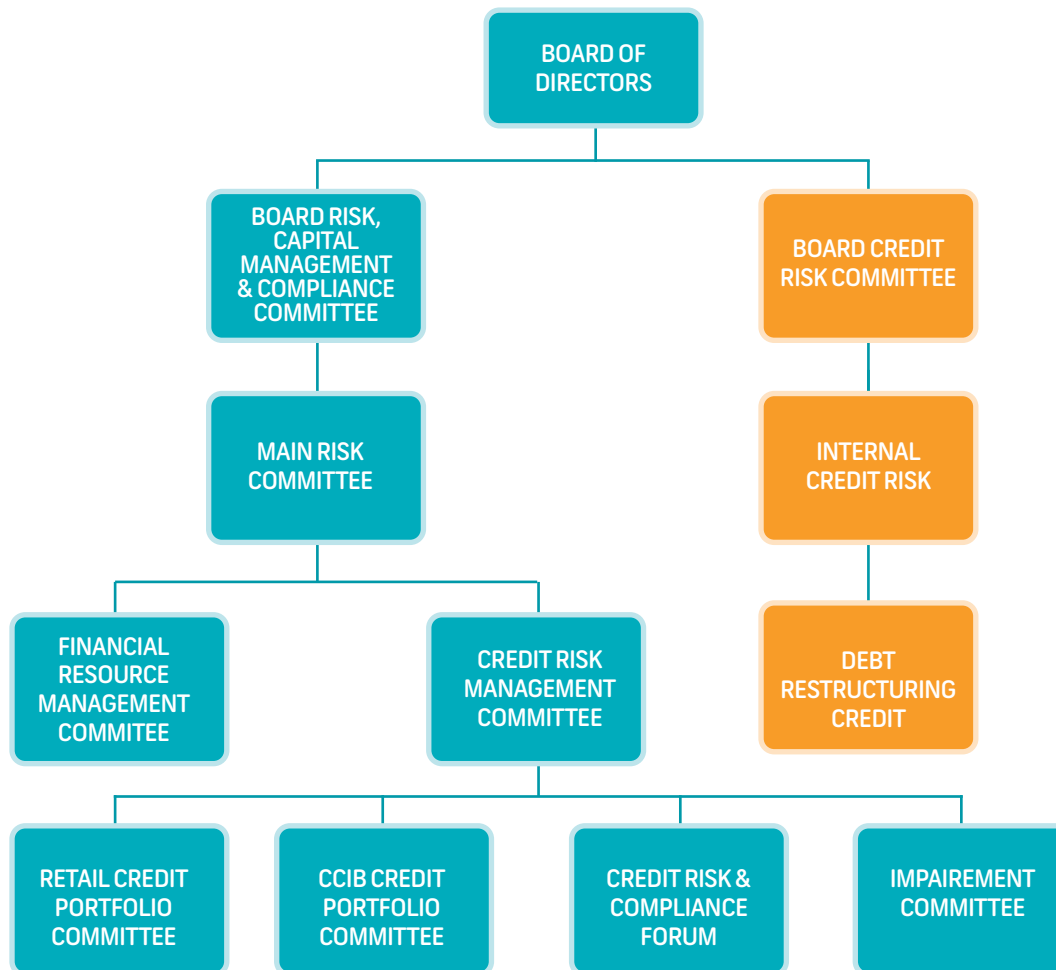 BOARD OF
DIRECTORS
BOARD RISK,
CAPITAL
MANAGEMENT
& COMPLIANCE
COMMITTEE
BOARD CREDIT
RISK COMMITTEE
MAIN RISK
COMMITTEE
INTERNAL
CREDIT RISK
FINANCIAL
RESOURCE
MANAGEMENT
COMMITEE
CREDIT RISK
MANAGEMENT
COMMITTEE
DEBT
RESTRUCTURING
CREDIT
RETAIL CREDIT
PORTFOLIO
COMMITTEE
CCIB CREDIT
PORTFOLIO
COMMITTEE
CREDIT RISK &
COMPLIANCE
FORUM
IMPAIREMENT
COMMITTEE